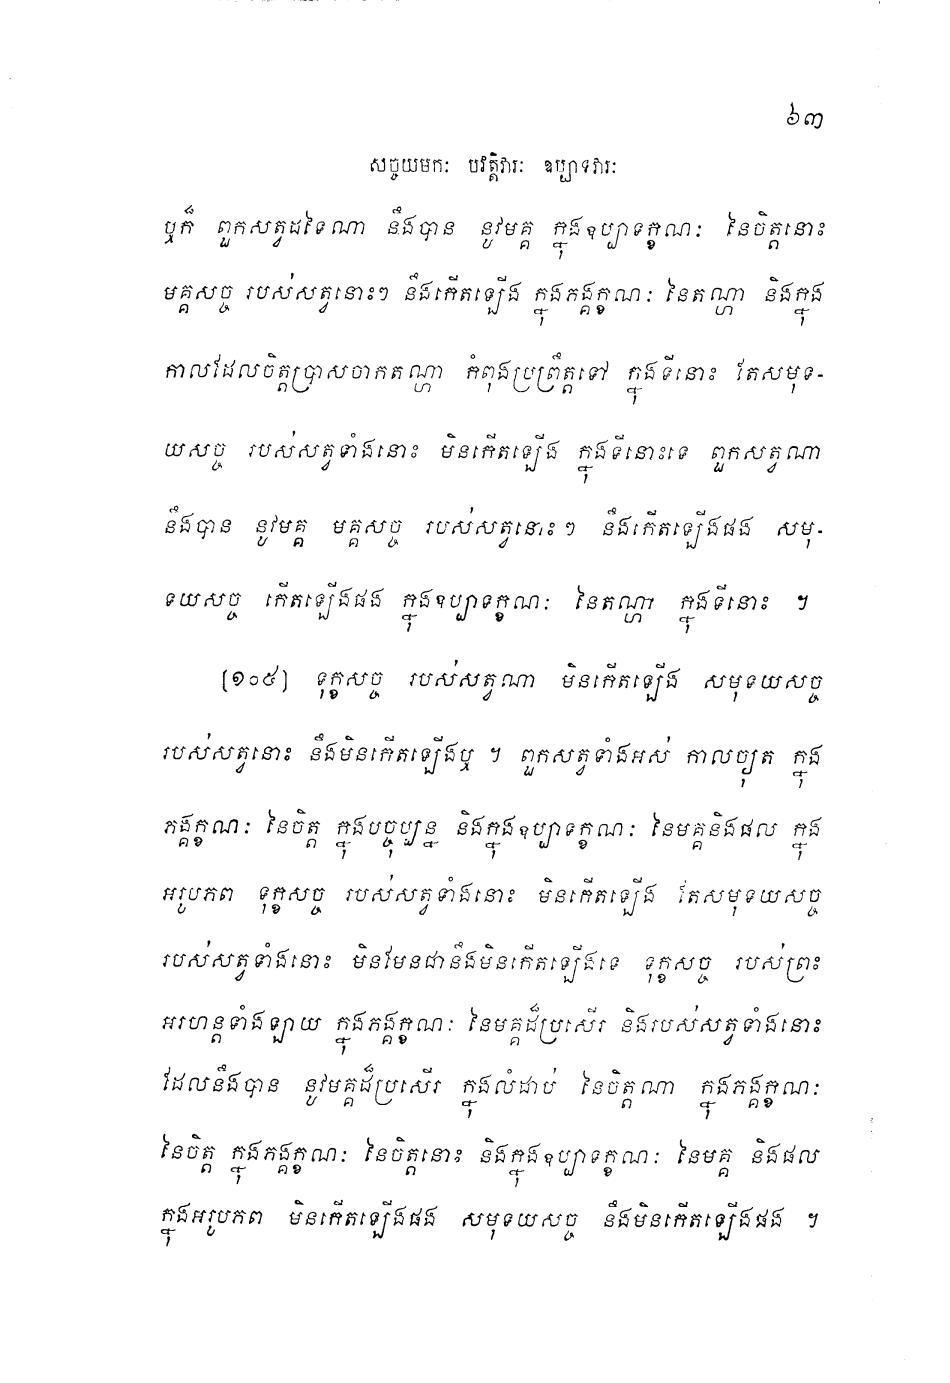 ៦៣
សច្ចយមកៈ បវត្តិវារៈ ឧប្បាទវារៈ
ឬក៏ ពួកសត្វដទៃណា នឹងបាន នូវមគ្គ ក្នុងឧប្បាទក្ខណៈ នៃចិត្តនោះ
មគ្គសច្ច របស់សត្វនោះៗ នឹងកើតឡើង ក្នុងភង្គក្ខណៈ នៃតណ្ហា និងក្នុង
កាលដែលចិត្តប្រាសចាកតណ្ហា កំពុងប្រព្រឹត្តទៅ ក្នុងទីនោះ តែសមុទ-
យសច្ច របស់សត្វទាំងនោះ មិនកើតឡើង ក្នុងទីនោះទេ ពួកសត្វណា
នឹងបាន នូវមគ្គ មគ្គសច្ច របស់សត្វនោះៗ នឹងកើតឡើងផង សមុ-
ទយសច្ច កើតឡើងផង ក្នុងឧប្បាទក្ខណៈ នៃតណ្ហា ក្នុងទីនោះ ។
[១០៥] ទុក្ខសច្ច របស់សត្វណា មិនកើតឡើង សមុទយសច្ច
របស់សត្វនោះ នឹងមិនកើតឡើងឬ ។ ពួកសត្វទាំងអស់ កាលច្យុត ក្នុង
ភង្គក្ខណៈ នៃចិត្ត ក្នុងបច្ចុប្បន្ន និងក្នុងឧប្បាទក្ខណៈ នៃមគ្គនិងផល ក្នុង
អរូបភព ទុក្ខសច្ច របស់សត្វទាំងនោះ មិនកើតឡើង តែសមុទយសច្ច
របស់សត្វទាំងនោះ មិនមែនជានឹងមិនកើតឡើងទេ ទុក្ខសច្ច របស់ព្រះ
អរហន្តទាំងឡាយ ក្នុងភង្គក្ខណៈ នៃមគ្គដ៏ប្រសើរ និងរបស់សត្វទាំងនោះ
ដែលនឹងបាន នូវមគ្គដ៏ប្រសើរ ក្នុងលំដាប់ នៃចិត្តណា ក្នុងភង្គក្ខណៈ
នៃចិត្ត ក្នុងភង្គក្ខណៈ នៃចិត្តនោះ និងក្នុងឧប្បាទក្ខណៈ នៃមគ្គ និងផល
ក្នុងអរូបភព មិនកើតឡើងផង សមុទយសច្ច នឹងមិនកើតឡើងផង ។